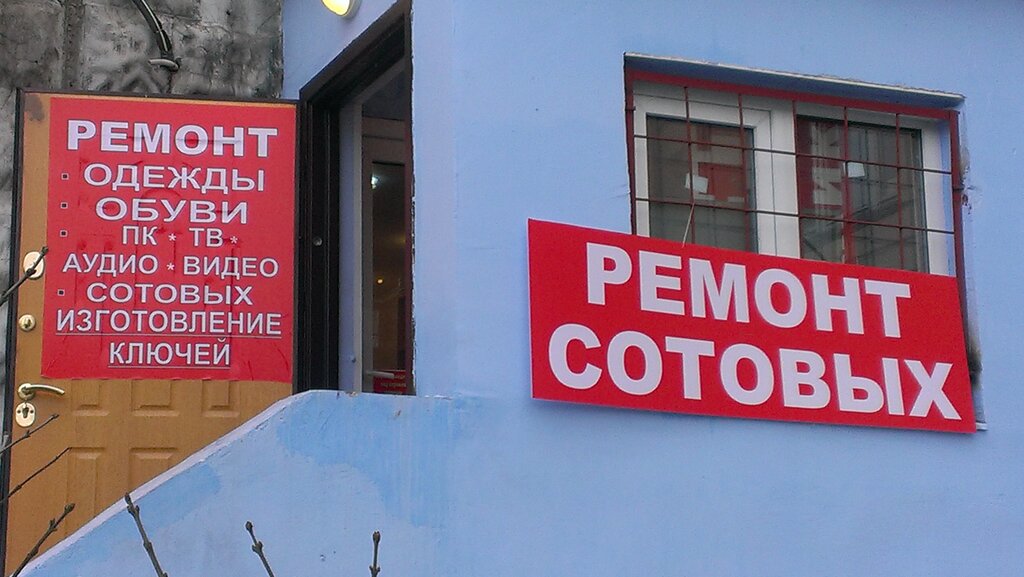 РЕМОНТ
ОДЕЖДЫ
ОБУВИ
ПК * ТВ *
АУДИО * ВИДЕО
СОТОВЫХ
ИЗГОТОВЛЕНИЕ
КЛЮЧЕЙ
РЕМОНТ
СОТОВЫХ